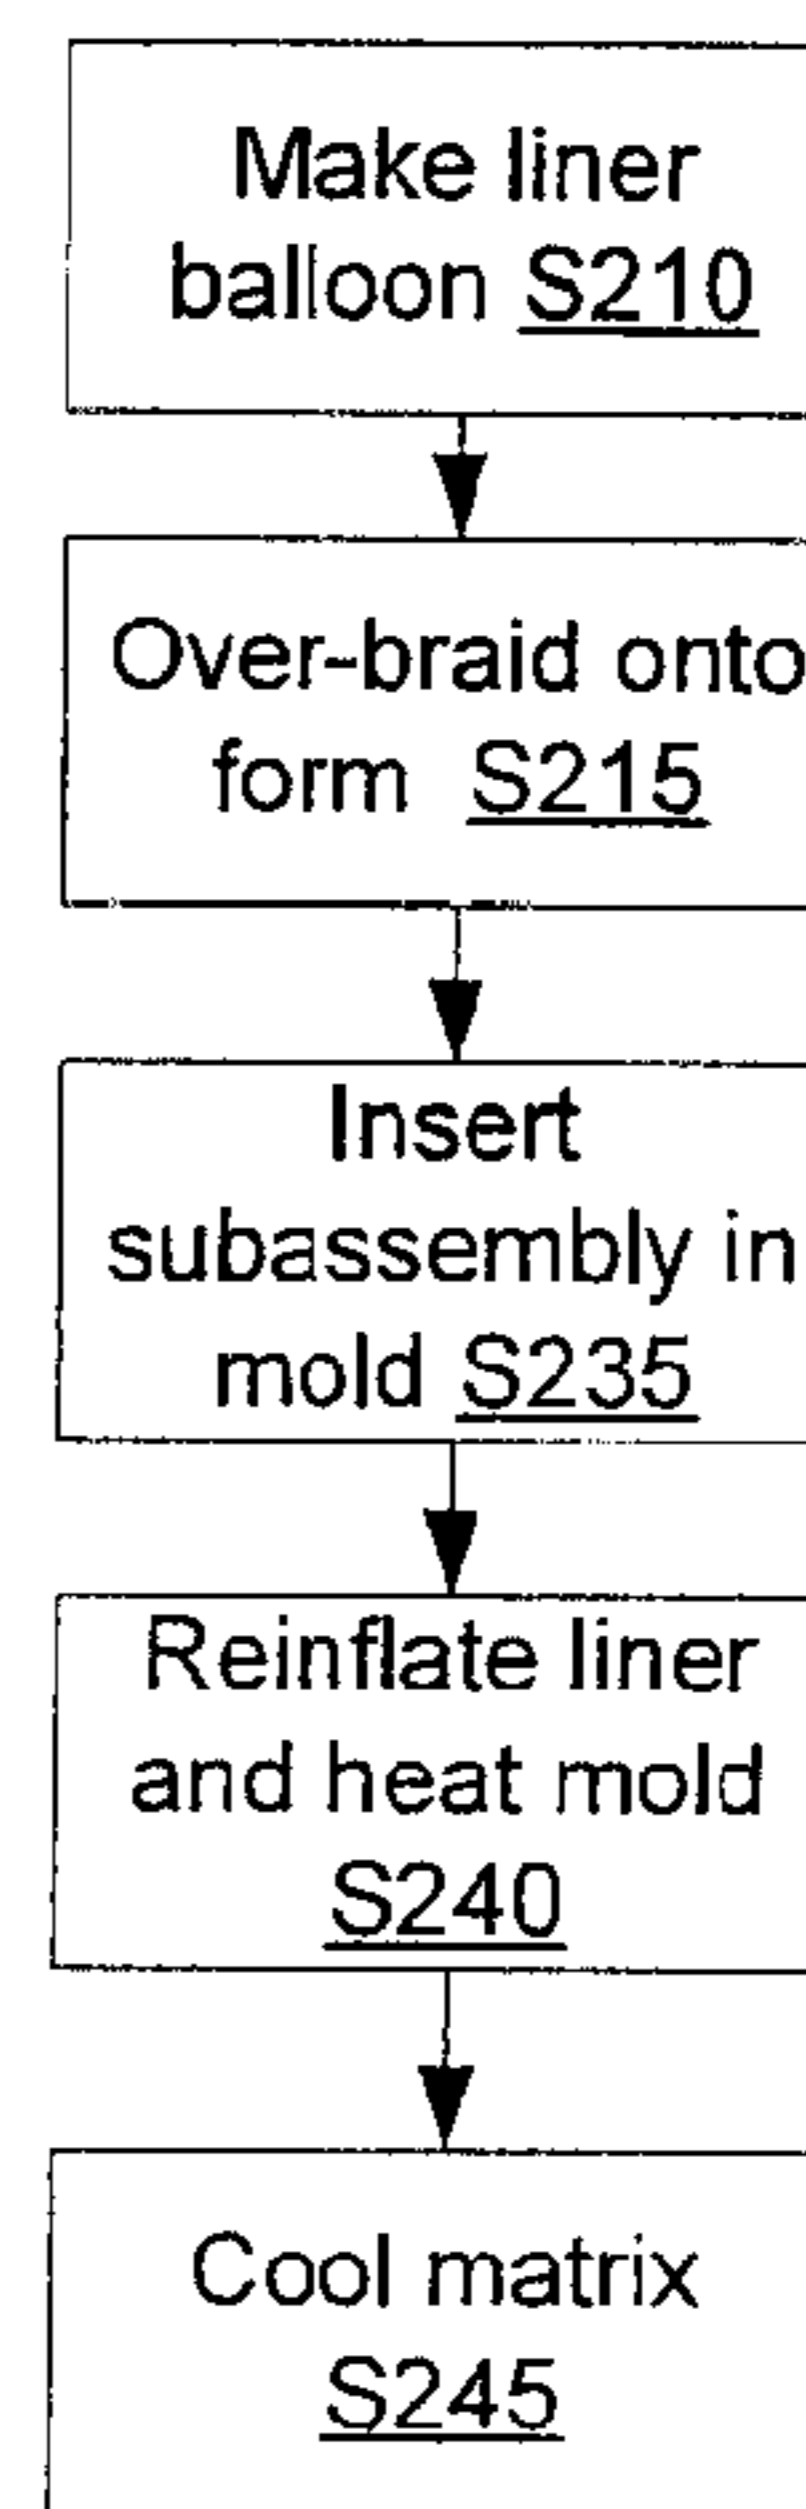 Make liner
balloon S210
Over-braid onto
form S215
Insert
subassembly in
mold S235
Reinflate liner
and heat mold
S240
Cool matrix
S245